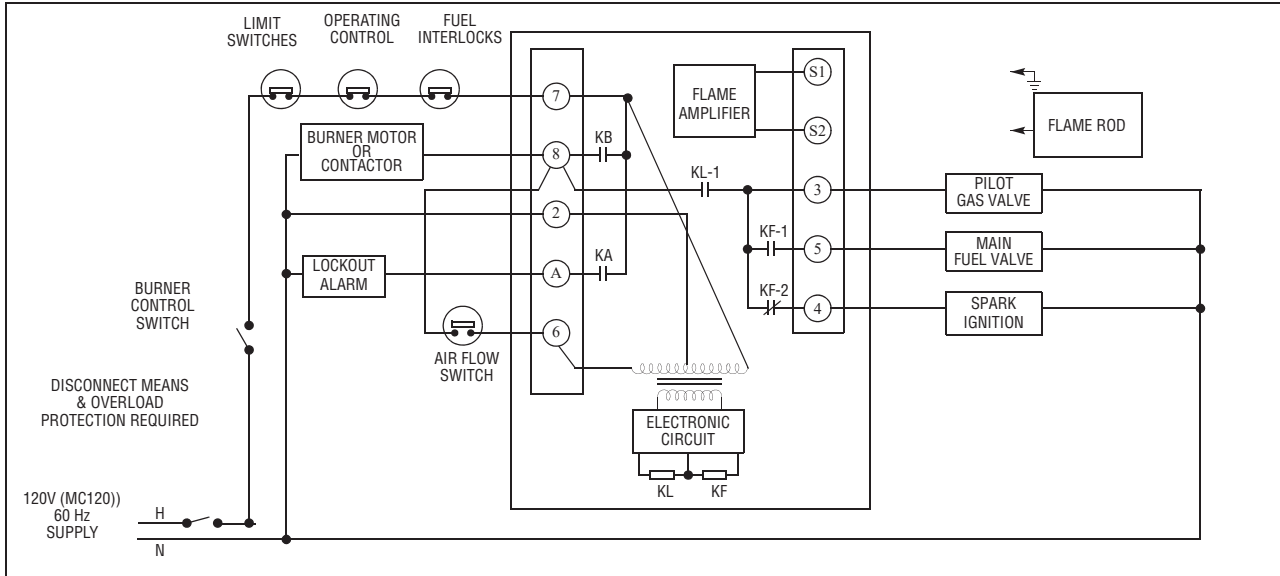 LIMIT
SWITCHES
OPERATING
CONTROL
FUEL
INTERLOCKS
7
BURNER MOTOR
OR
CONTACTOR
8
KB
2
LOCKOUT
ALARM
A
KA
6
AIR FLOW
SWITCH
BURNER
CONTROL
SWITCH
DISCONNECT MEANS
& OVERLOAD
PROTECTION REQUIRED
120V (MC120))
60 Hz
SUPPLY
H
N
FLAME
AMPLIFIER
S1
S2
FLAME ROD
KL-1
3
PILOT
GAS VALVE
KF-1
5
MAIN
FUEL VALVE
KF-2
4
SPARK
IGNITION
ELECTRONIC
CIRCUIT
KL
KF